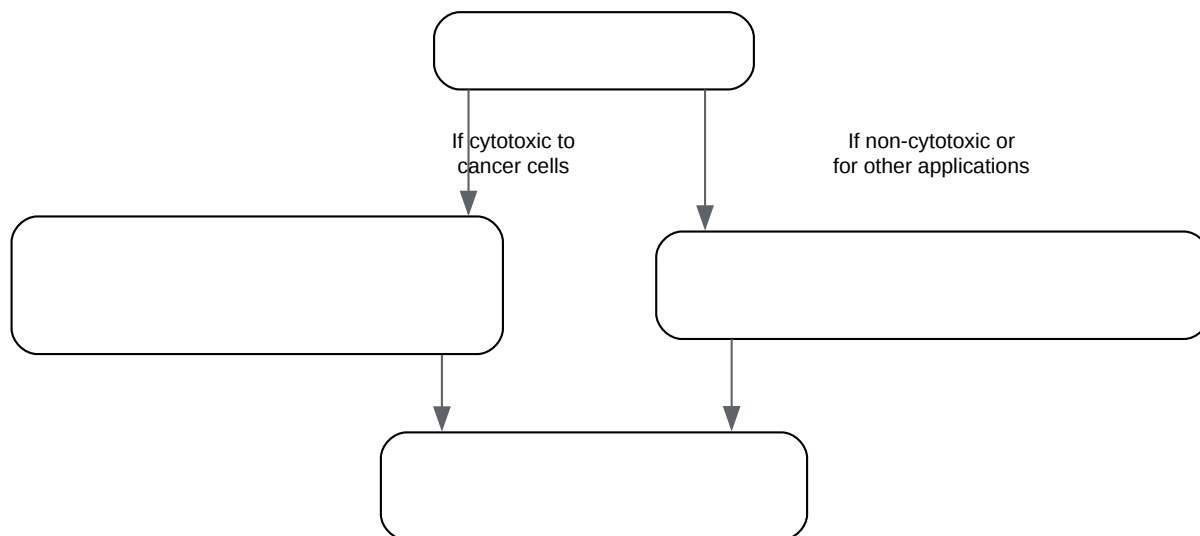 If cytotoxic to
cancer cells
If non-cytotoxic or
for other applications